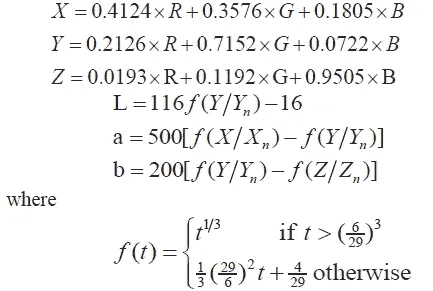 X = 0.4124×R + 0.3576×G + 0.1805×B
Y = 0.2126×R + 0.7152×G + 0.0722×B
Z = 0.0193×R + 0.1192×G + 0.9505×B
L = 116f(Y/Yₙ) − 16
a = 500[f(X/Xₙ) − f(Y/Yₙ)]
b = 200[f(Y/Yₙ) − f(Z/Zₙ)]
where
f(t) = { t^{1/3} if t > (6/29)^3
1/3 (29/6)^2 t + 4/29 otherwise